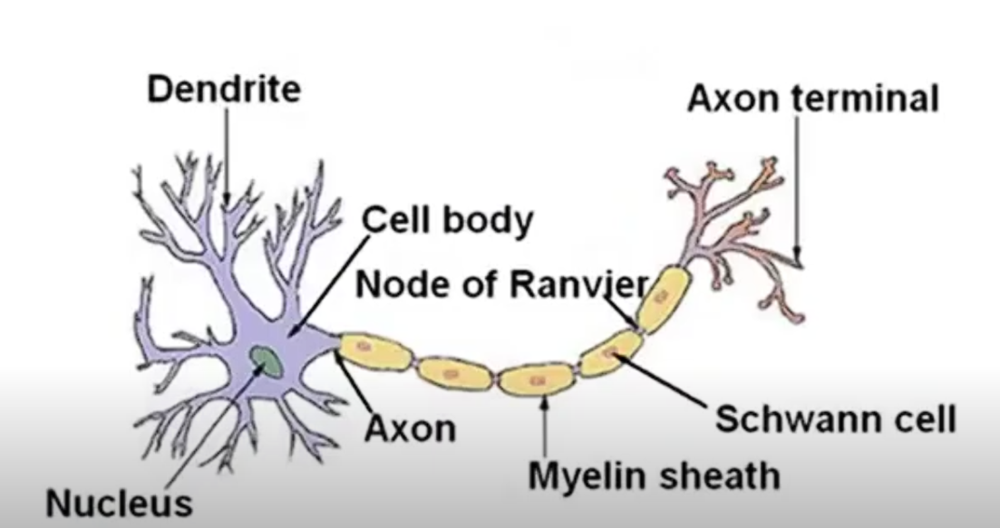 Dendrite
Axon terminal
Cell body
Node of Ranvier
Axon
Schwann cell
Myelin sheath
Nucleus